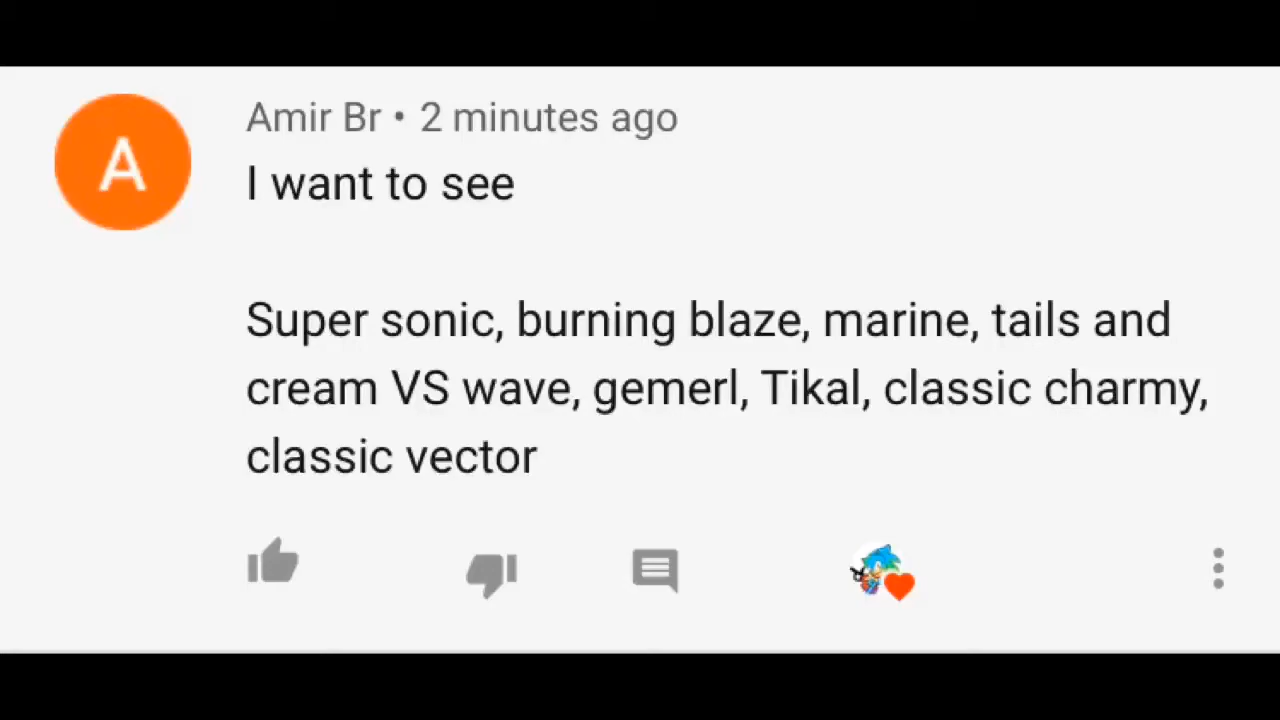 A
Amir Br • 2 minutes ago
I want to see
Super sonic, burning blaze, marine, tails and
cream VS wave, gemerl, Tikal, classic charmy,
classic vector